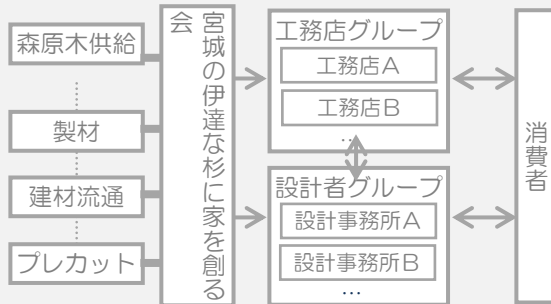 森原木供給
製材
建材流通
プレカット
宮城の伊達な杉に家を創る
会
工務店グループ
工務店A
工務店B
…
設計者グループ
設計事務所A
設計事務所B
…
消費者